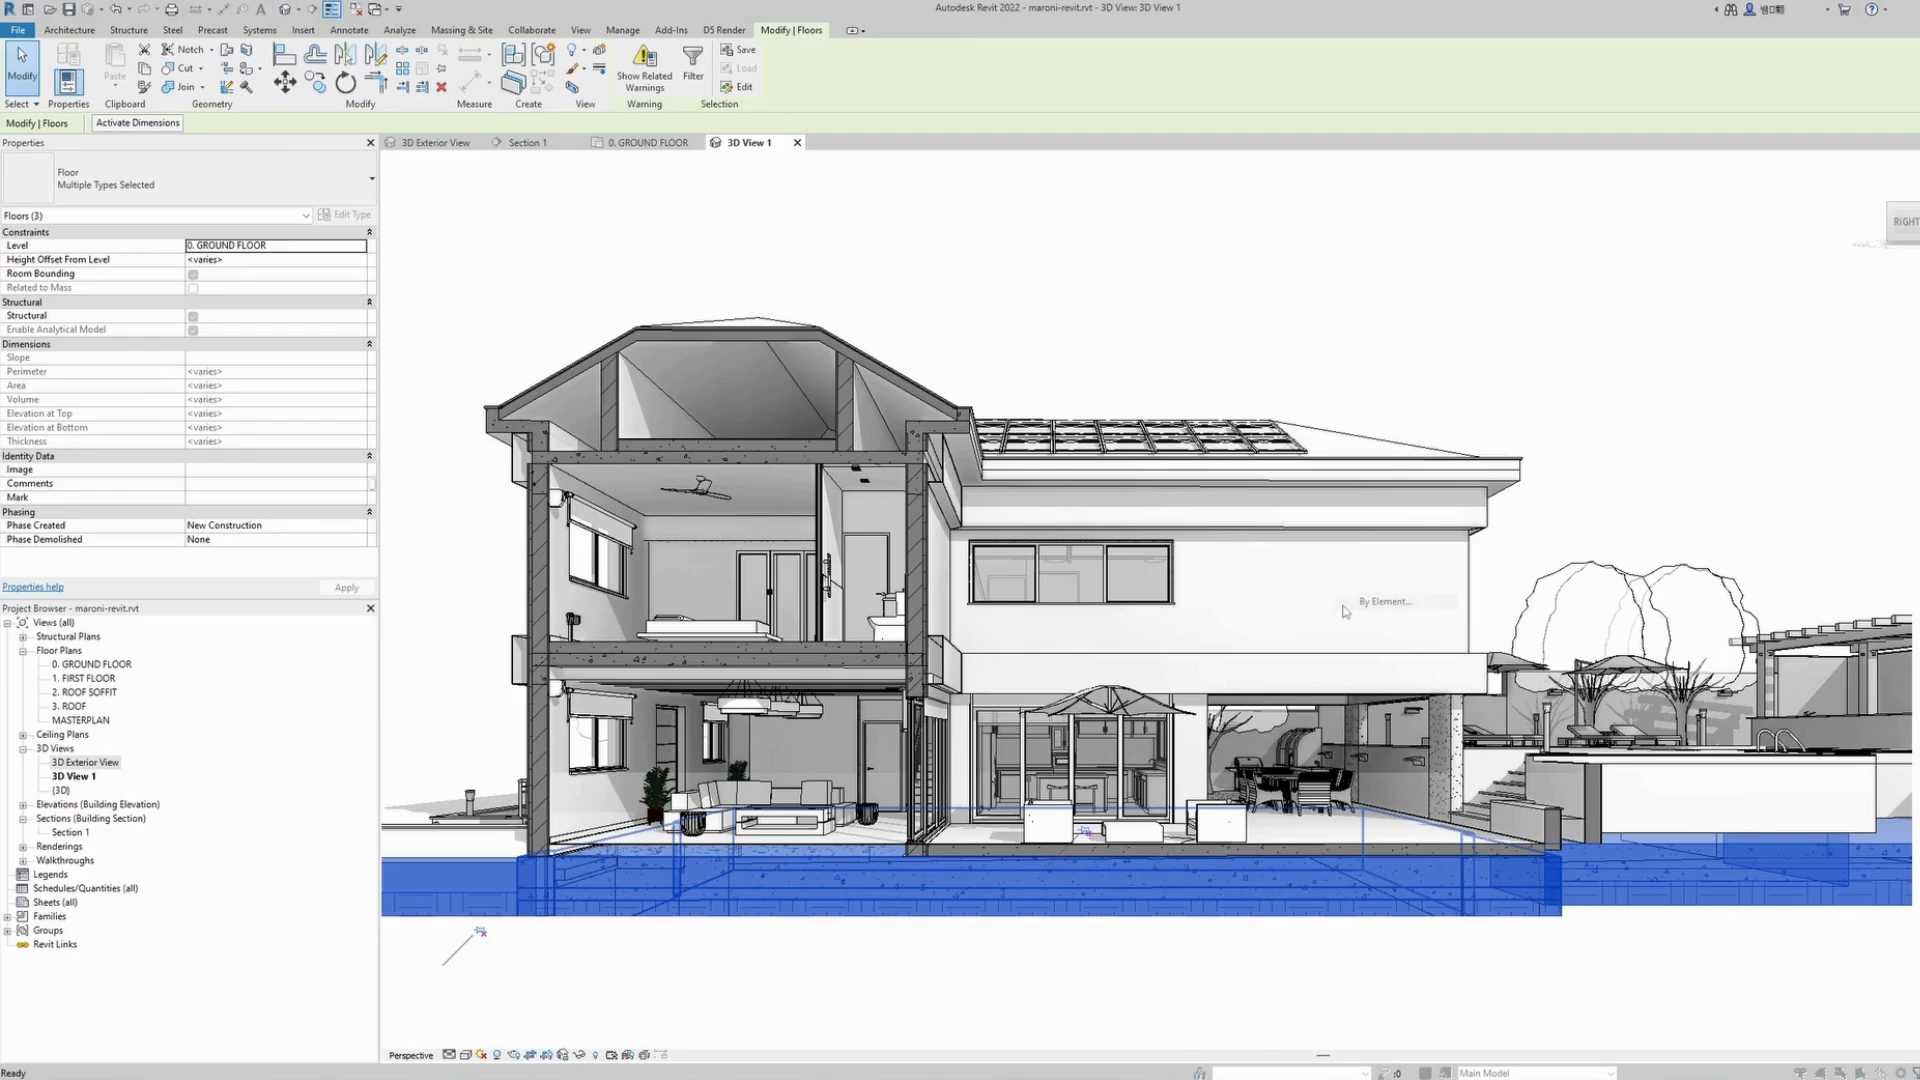 Autodesk Revit 2022 - maroni-revit.rvt - 3D View: 3D View 1
File Architecture Structure Steel Precast Systems Insert Annotate Analyze Massing & Site Collaborate View Manage Add-Ins D5 Render Modify | Floors
Modify Paste Notch Cut Join Show Related Warnings Filter Save Load Edit
Select Properties Clipboard Geometry Modify Measure Create View Warning Selection
Modify | Floors Activate Dimensions
Properties
3D Exterior View Section 1 0. GROUND FLOOR 3D View 1
Floor
Multiple Types Selected
Floors (3) Edit Type
Constraints
Level 0. GROUND FLOOR
Height Offset From Level <varies>
Room Bounding
Related to Mass
Structural
Structural
Enable Analytical Model
Dimensions
Slope
Perimeter <varies>
Area <varies>
Volume <varies>
Elevation at Top <varies>
Elevation at Bottom <varies>
Thickness <varies>
Identity Data
Image
Comments
Mark
Phasing
Phase Created New Construction
Phase Demolished None
Properties help Apply
Project Browser - maroni-revit.rvt
Views (all)
Structural Plans
Floor Plans
0. GROUND FLOOR
1. FIRST FLOOR
2. ROOF SOFFIT
3. ROOF
MASTERPLAN
Ceiling Plans
3D Views
3D Exterior View
3D View 1
{3D}
Elevations (Building Elevation)
Sections (Building Section)
Section 1
Renderings
Walkthroughs
Legends
Schedules/Quantities (all)
Sheets (all)
Families
Groups
Revit Links
RIGHT
By Element...
Perspective
Ready :0 Main Model